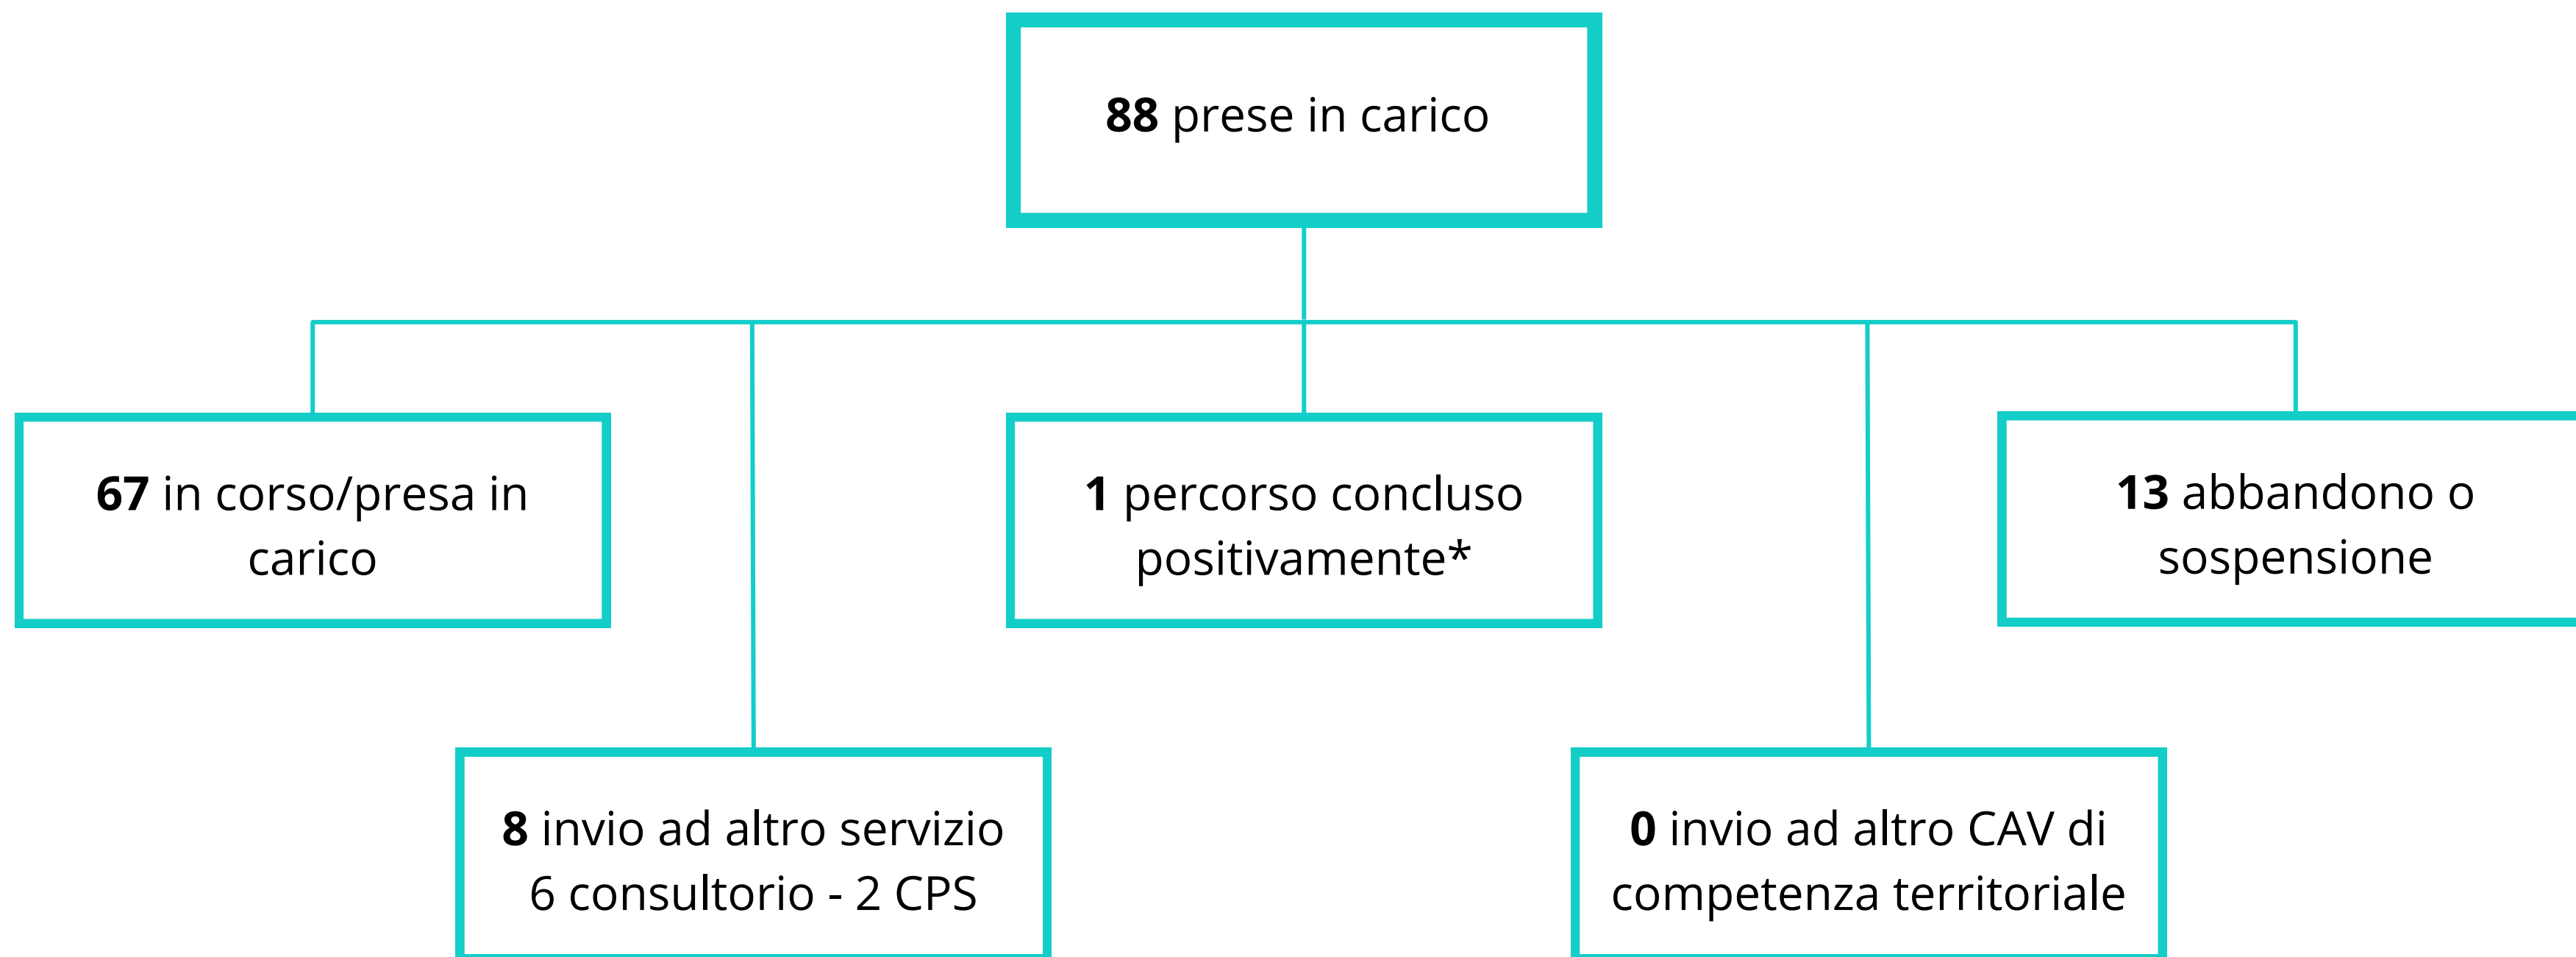 88 prese in carico
67 in corso/presa in
carico
1 percorso concluso
positivamente*
13 abbandono o
sospensione
8 invio ad altro servizio
6 consultorio - 2 CPS
0 invio ad altro CAV di
competenza territoriale